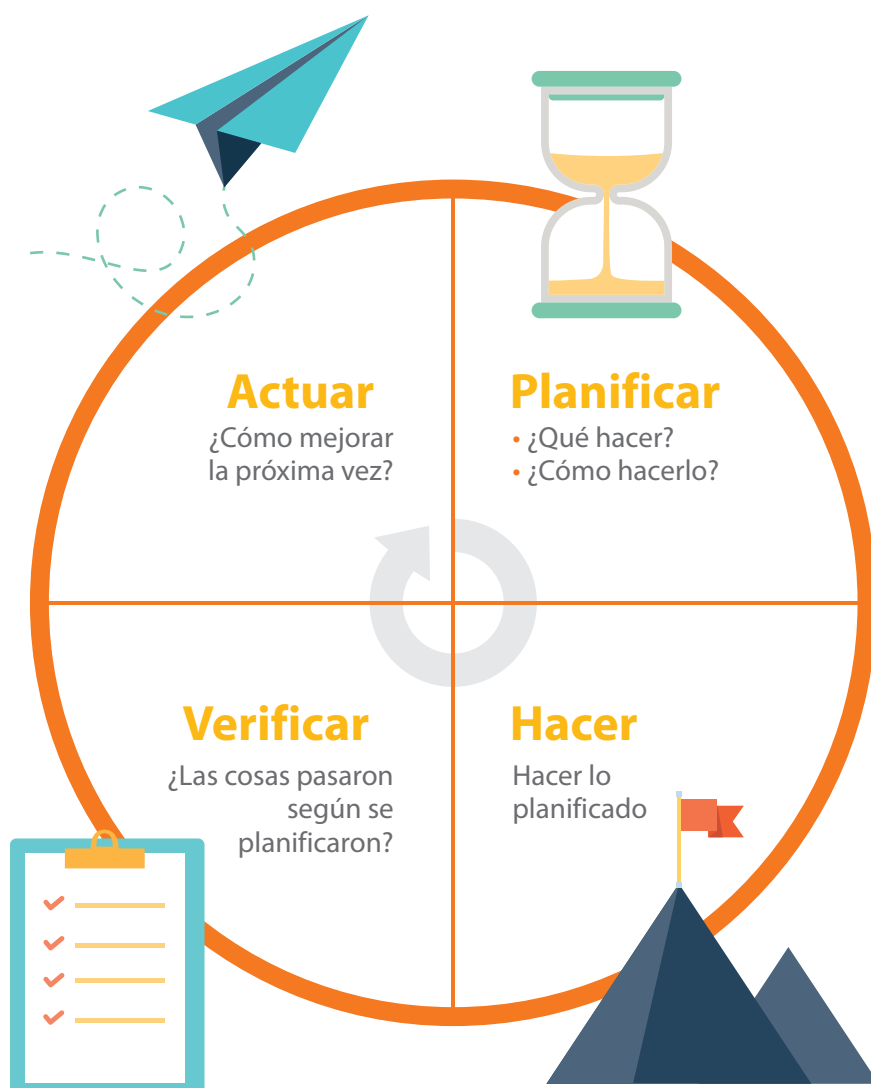 Actuar
¿Cómo mejorar
la próxima vez?
Planificar
• ¿Qué hacer?
• ¿Cómo hacerlo?
Verificar
¿Las cosas pasaron
según se
planificaron?
Hacer
Hacer lo
planificado